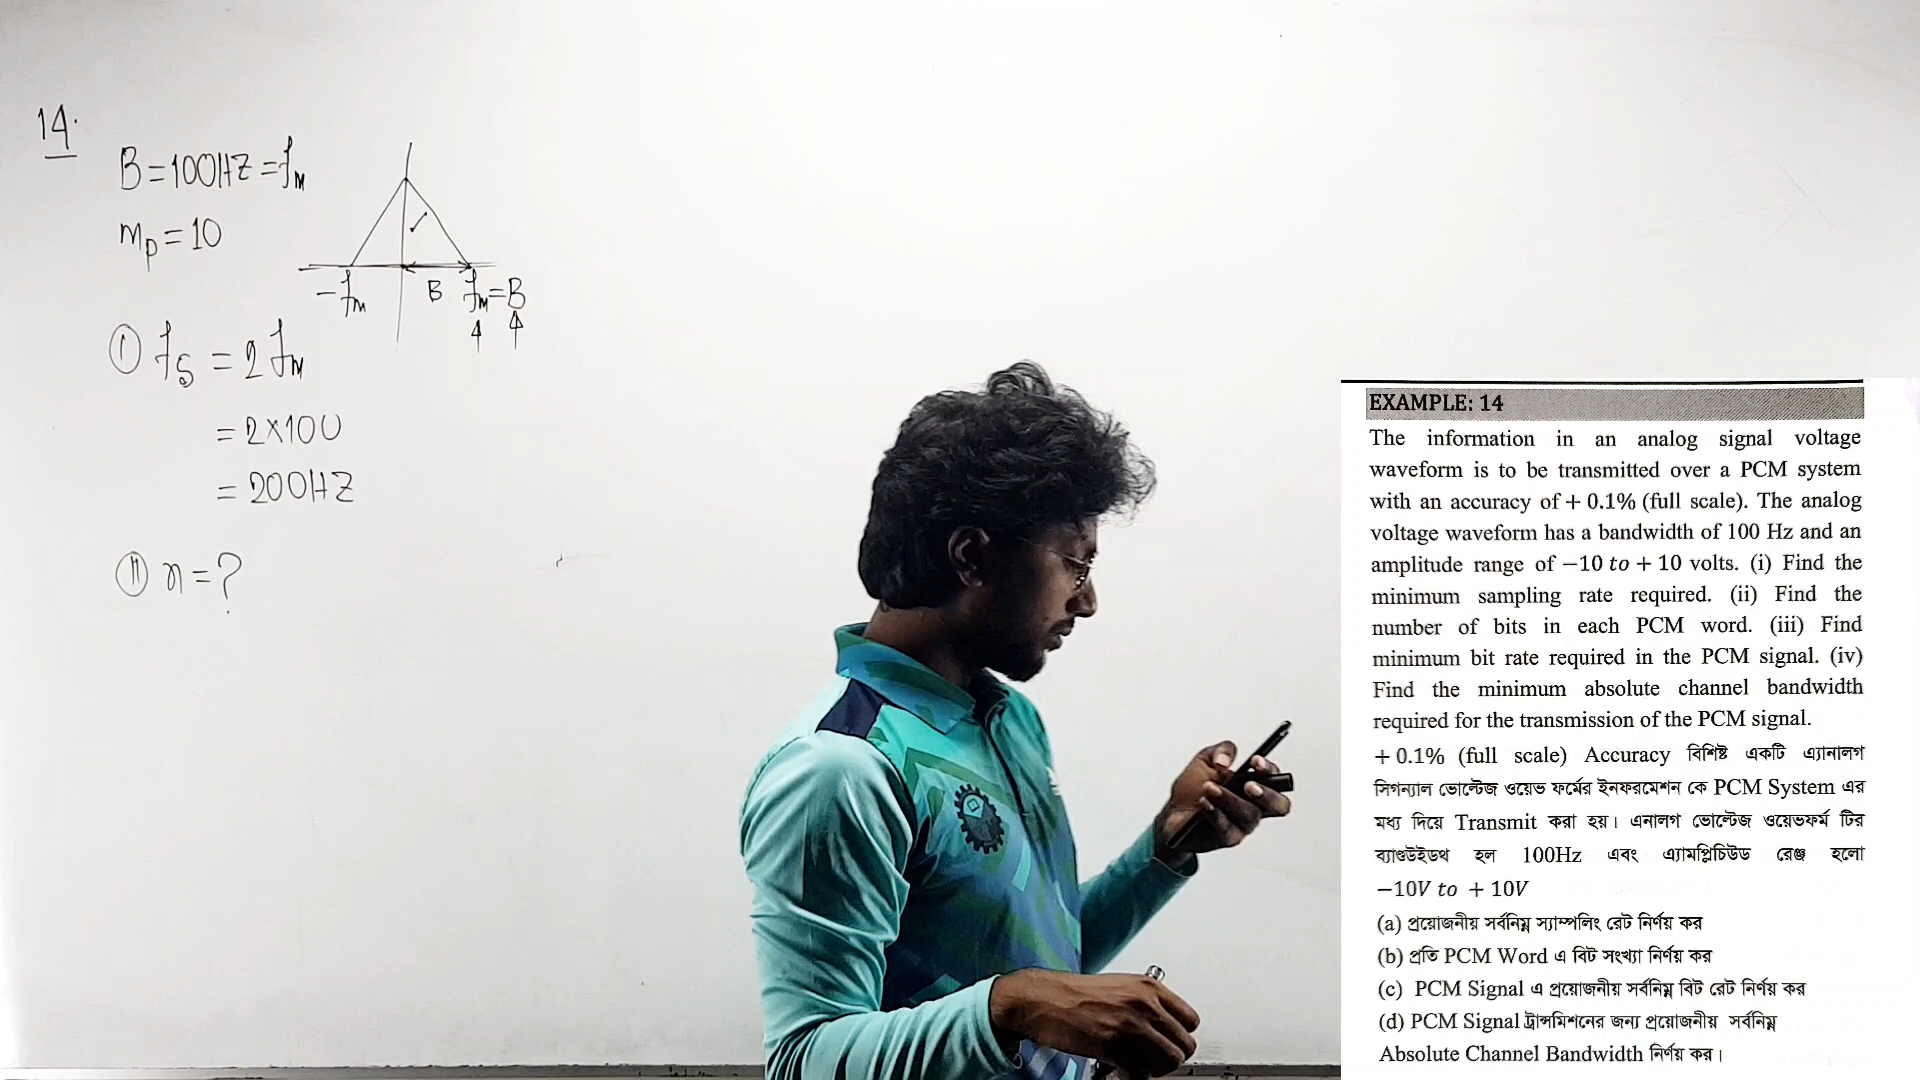 14.
B=100HZ=fm
mp=10
-fm B fm=B
① fs = 2fm
= 2×100
= 200HZ
⑪ n=?
EXAMPLE: 14
The information in an analog signal voltage
waveform is to be transmitted over a PCM system
with an accuracy of + 0.1% (full scale). The analog
voltage waveform has a bandwidth of 100 Hz and an
amplitude range of −10 to + 10 volts. (i) Find the
minimum sampling rate required. (ii) Find the
number of bits in each PCM word. (iii) Find
minimum bit rate required in the PCM signal. (iv)
Find the minimum absolute channel bandwidth
required for the transmission of the PCM signal.
+ 0.1% (full scale) Accuracy বিশিষ্ট একটি এ্যানালগ
সিগন্যাল ভোল্টেজ ওয়েভ ফর্মের ইনফরমেশন কে PCM System এর
মধ্য দিয়ে Transmit করা হয়। এনালগ ভোল্টেজ ওয়েভফর্ম টির
ব্যাণ্ডউইডথ হল 100Hz এবং এ্যামপ্লিচিউড রেঞ্জ হলো
−10V to + 10V
(a) প্রয়োজনীয় সর্বনিম্ন স্যাম্পলিং রেট নির্ণয় কর
(b) প্রতি PCM Word এ বিট সংখ্যা নির্ণয় কর
(c) PCM Signal এ প্রয়োজনীয় সর্বনিম্ন বিট রেট নির্ণয় কর
(d) PCM Signal ট্রান্সমিশনের জন্য প্রয়োজনীয় সর্বনিম্ন
Absolute Channel Bandwidth নির্ণয় কর।